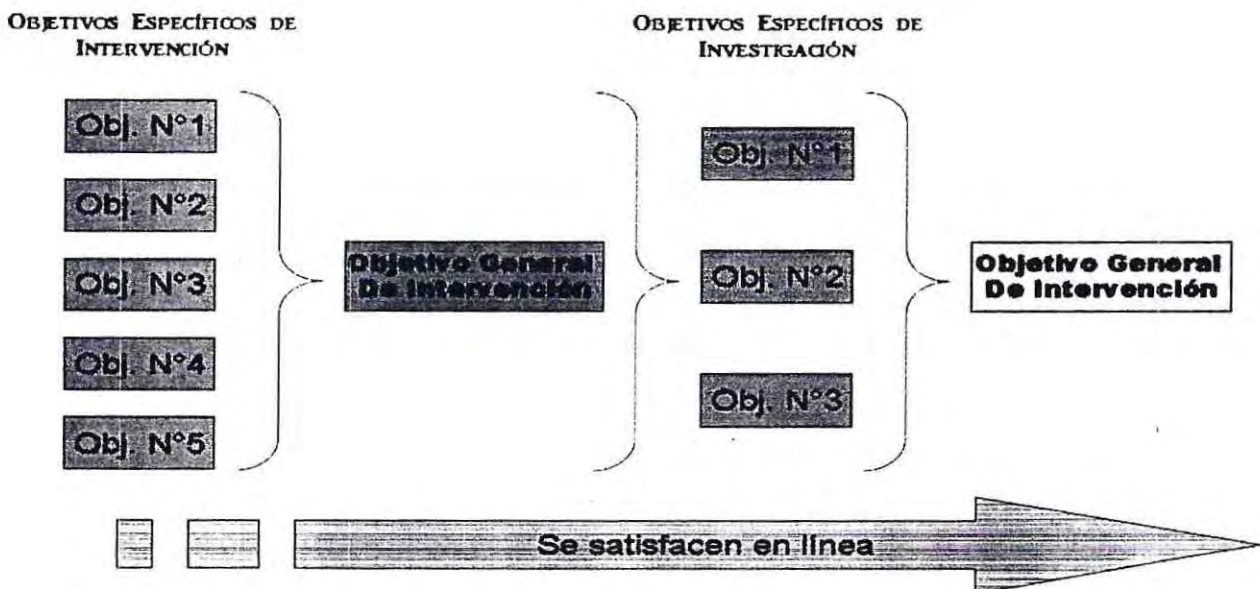 OBJETIVOS ESPECÍFICOS DE
INTERVENCIÓN
Obj. N°1
Obj. N°2
Obj. N°3
Obj. N°4
Obj. N°5
Objetivo General
De Intervención
OBJETIVOS ESPECÍFICOS DE
INVESTIGACIÓN
Obj. N°1
Obj. N°2
Obj. N°3
Objetivo General
De Intervención
Se satisfacen en línea